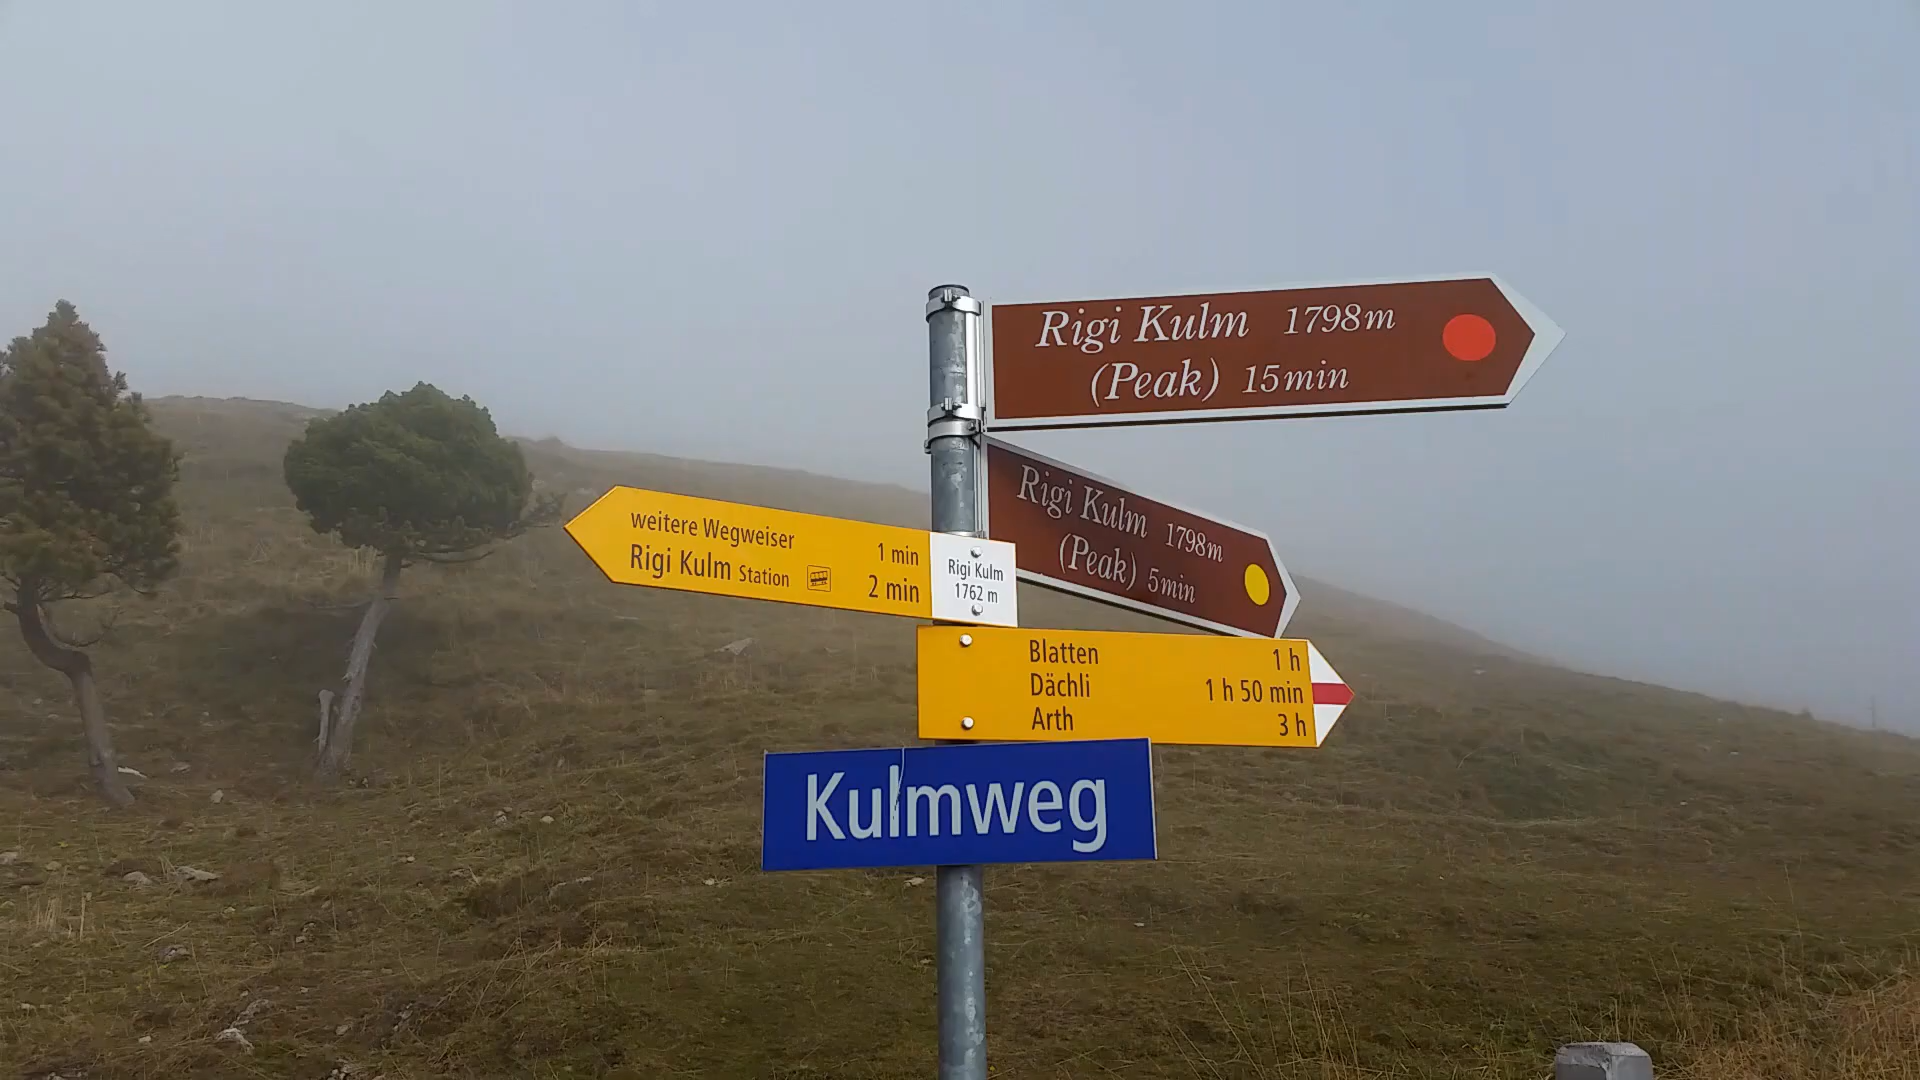 Rigi Kulm 1798m
(Peak) 15min
Rigi Kulm 1798m
(Peak) 5min
weitere Wegweiser 1 min
Rigi Kulm Station 2 min
Rigi Kulm
1762 m
Blatten 1 h
Dächli 1 h 50 min
Arth 3 h
Kulmweg